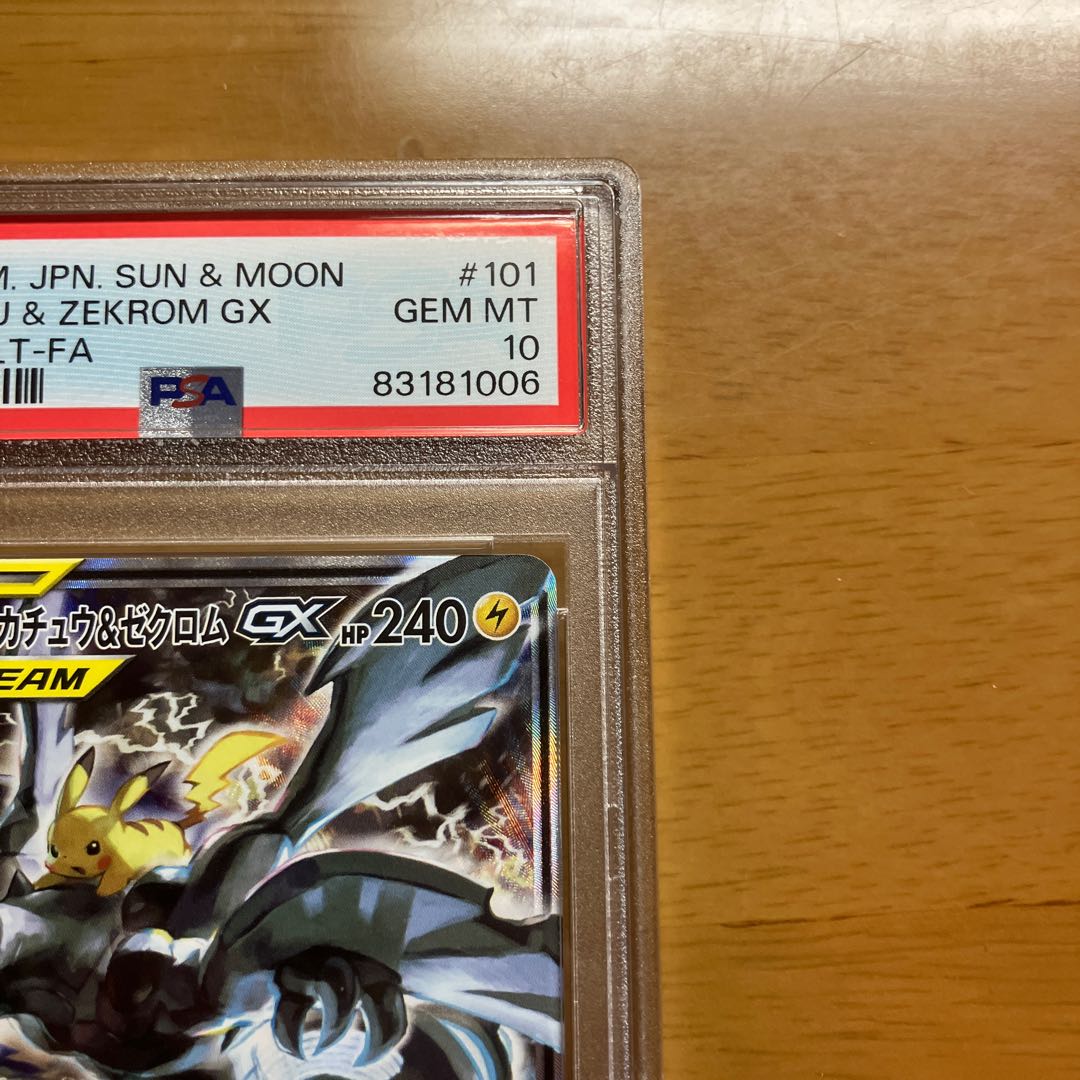 M. JPN. SUN & MOON #101
U & ZEKROM GX GEM MT
LT-FA 10
PSA 83181006
カチュウ&ゼクロム GX HP 240
EAM